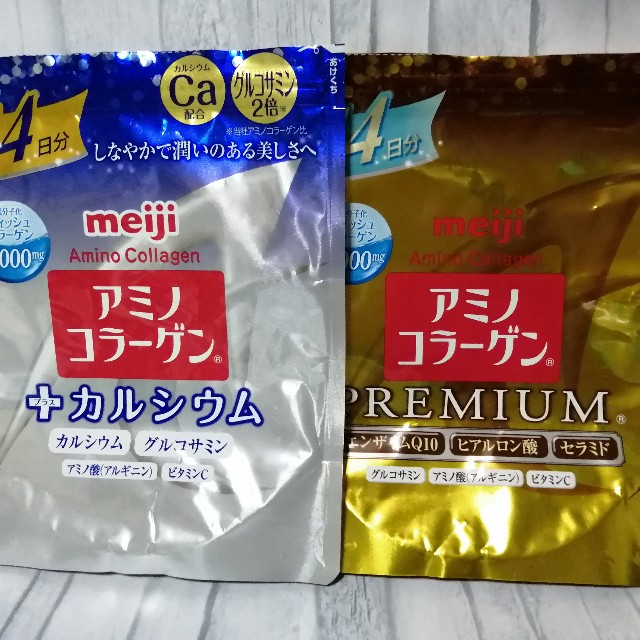 カルシウム
Ca
配合
グルコサミン
2倍※
※当社アミノコラーゲン比
あけくち
4日分
しなやかで潤いのある美しさへ
meiji
Amino Collagen
アミノ
コラーゲン®
プラス
+カルシウム
カルシウム
グルコサミン
アミノ酸(アルギニン)
ビタミンC
000mg
4日分
meiji
Amino Collagen
アミノ
コラーゲン®
PREMIUM®
Q10
ヒアルロン酸
セラミド
グルコサミン
アミノ酸(アルギニン)
ビタミンC
00mg